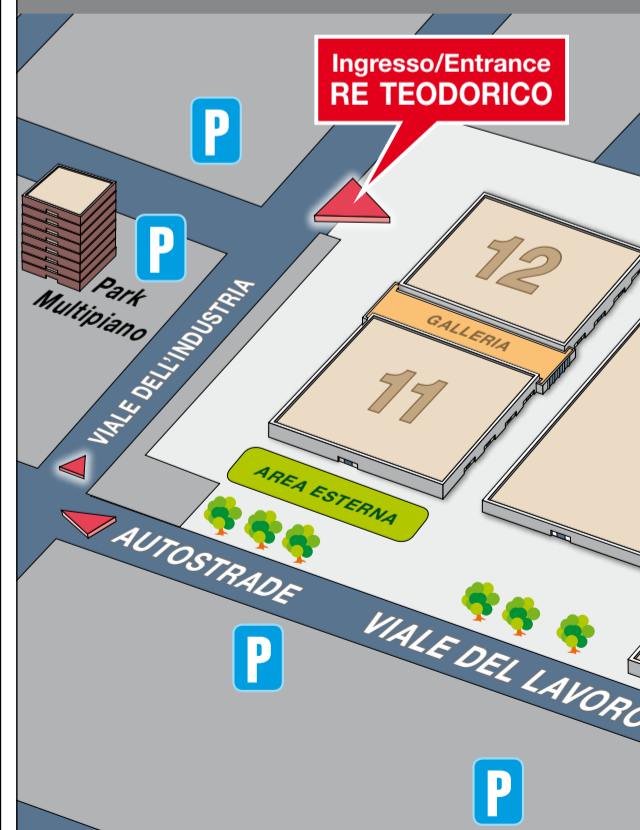 Ingresso/Entrance
RE TEODORICO
P
P
Park
Multipiano
VIALE DELL'INDUSTRIA
12
GALLERIA
11
AREA ESTERNA
AUTOSTRADE
VIALE DEL LAVORO
P
P